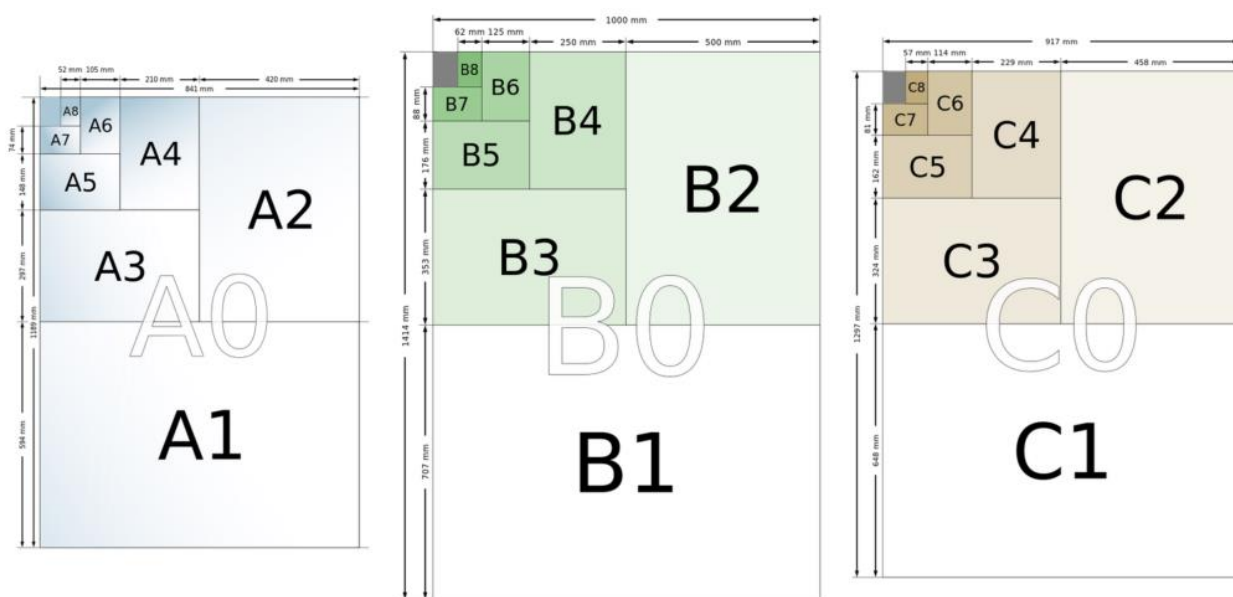 52 mm 105 mm
210 mm
420 mm
841 mm
A8
A6
A7
A4
A5
A2
A3
A0
A1
74 mm
148 mm
297 mm
1189 mm
594 mm
1000 mm
62 mm 125 mm
250 mm
500 mm
B8
B6
B7
B4
B5
B2
B3
B0
B1
88 mm
176 mm
353 mm
1414 mm
707 mm
917 mm
57 mm 114 mm
229 mm
458 mm
C8
C6
C7
C4
C5
C2
C3
C0
C1
81 mm
162 mm
324 mm
1297 mm
648 mm